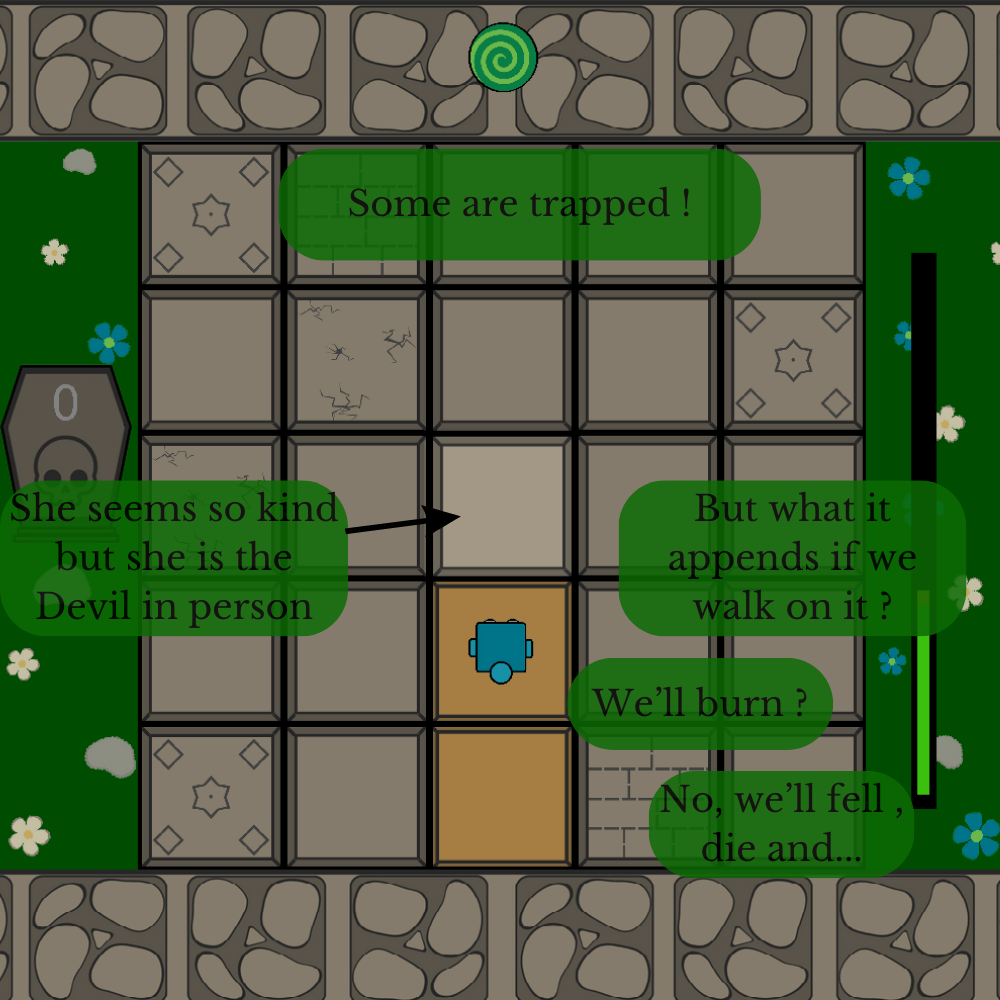 Some are trapped !
0
She seems so kind
but she is the
Devil in person
But what it
appends if we
walk on it ?
We'll burn ?
No, we'll fell ,
die and...